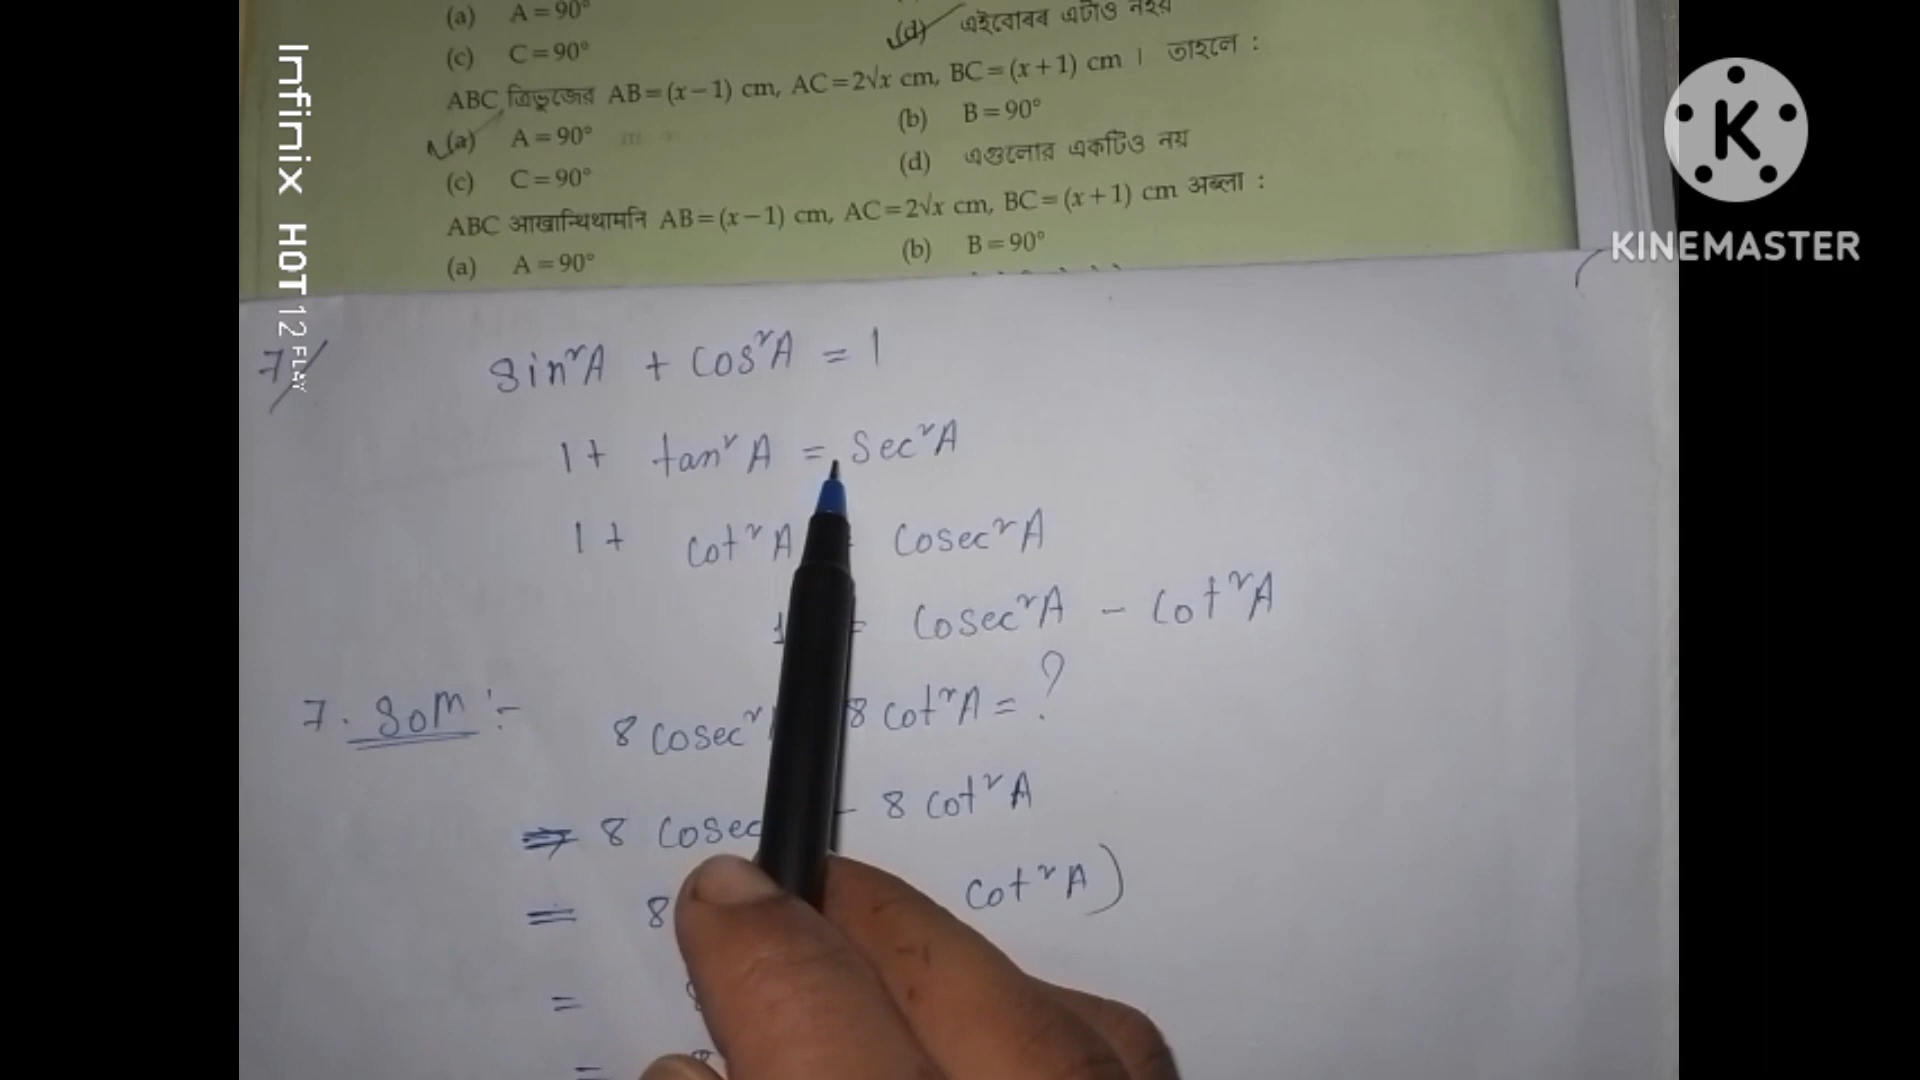 (a) A = 90°
(d) এইবোৰৰ এটাও নহয়
(c) C = 90°
ABC ত্রিভুজের AB = (x – 1) cm, AC = 2√x cm, BC = (x + 1) cm । তাহলে :
(a) A = 90° (b) B = 90°
(c) C = 90° (d) এগুলোর একটিও নয়
ABC आखान्थिथामनि AB = (x – 1) cm, AC = 2√x cm, BC = (x + 1) cm अब्ला :
(a) A = 90° (b) B = 90°
7/ sin²A + cos²A = 1
1 + tan²A = sec²A
1 + cot²A cosec²A
1 = cosec²A – cot²A
7. Soln :- 8 cosec² 8 cot²A = ?
⇒ 8 cosec – 8 cot²A
= 8 cot²A)
=
=
Infinix HOT 12 PLAY
K
KINEMASTER